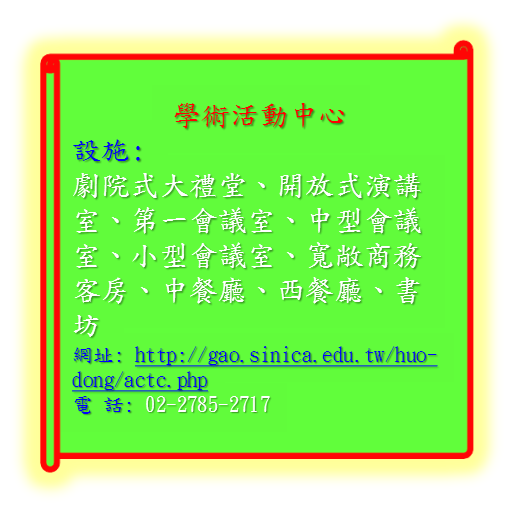 學術活動中心
設施:
劇院式大禮堂、開放式演講
室、第一會議室、中型會議
室、小型會議室、寬敞商務
客房、中餐廳、西餐廳、書
坊
網址: http://gao.sinica.edu.tw/huo-
dong/actc.php
電 話: 02-2785-2717